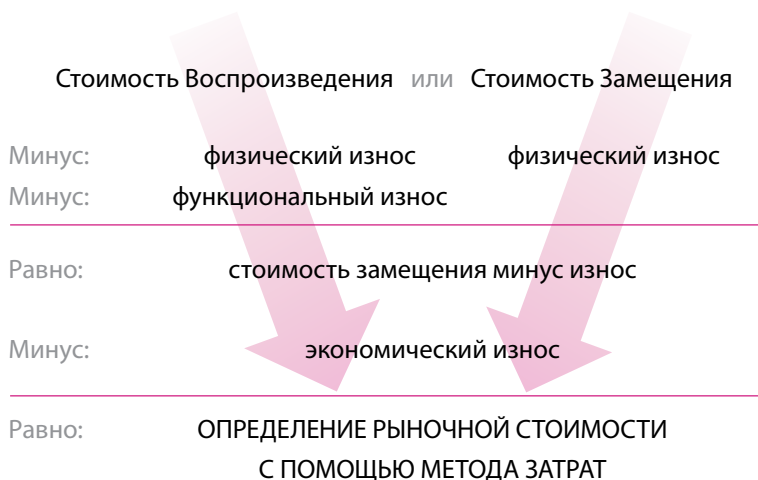 Стоимость Воспроизведения или Стоимость Замещения
Минус: физический износ физический износ
Минус: функциональный износ
Равно: стоимость замещения минус износ
Минус: экономический износ
Равно: ОПРЕДЕЛЕНИЕ РЫНОЧНОЙ СТОИМОСТИ
С ПОМОЩЬЮ МЕТОДА ЗАТРАТ